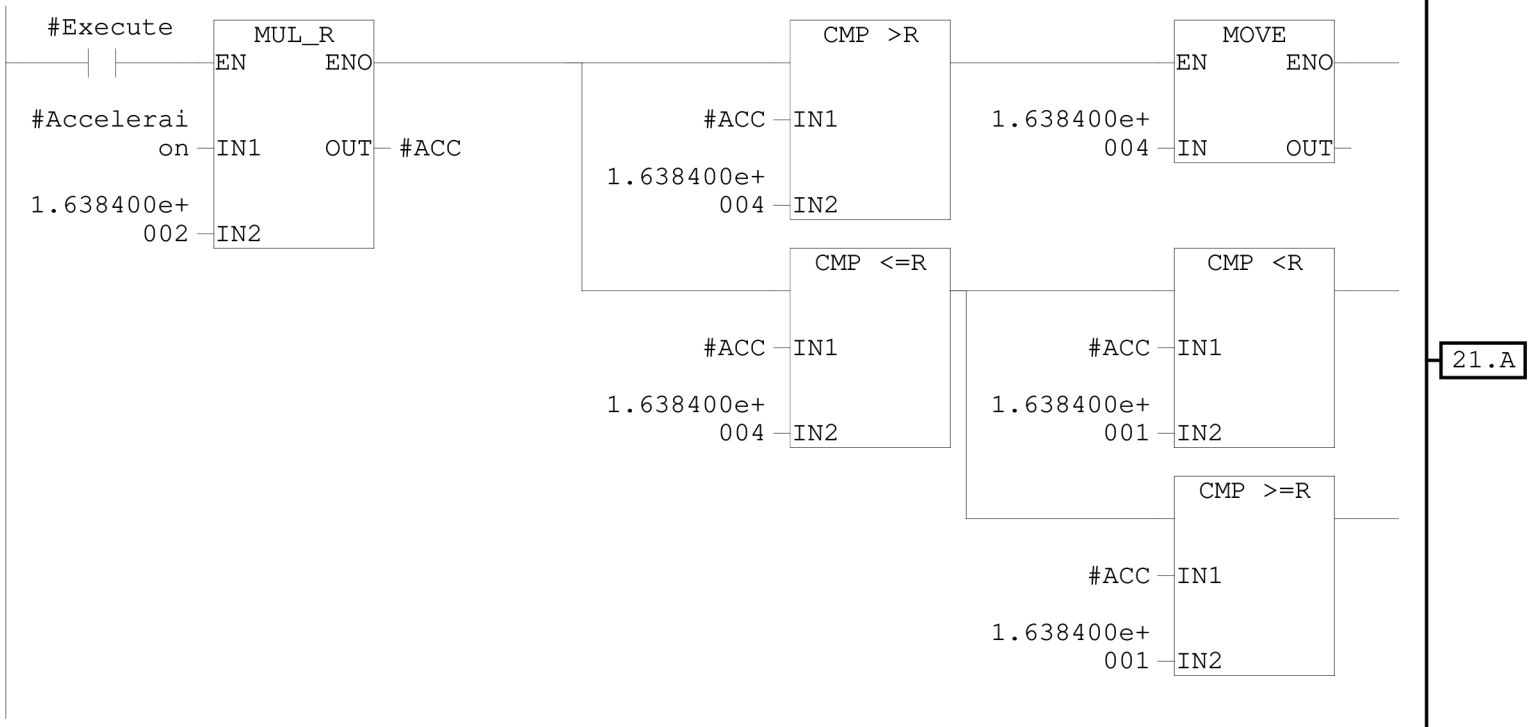 #Execute
MUL_R
CMP >R
MOVE
EN ENO
EN ENO
#Accelerai
#ACC IN1
1.638400e+
on IN1 OUT #ACC
004 IN OUT
1.638400e+
1.638400e+
004 IN2
002 IN2
CMP <=R
CMP <R
#ACC IN1
#ACC IN1
21.A
1.638400e+
1.638400e+
004 IN2
001 IN2
CMP >=R
#ACC IN1
1.638400e+
001 IN2